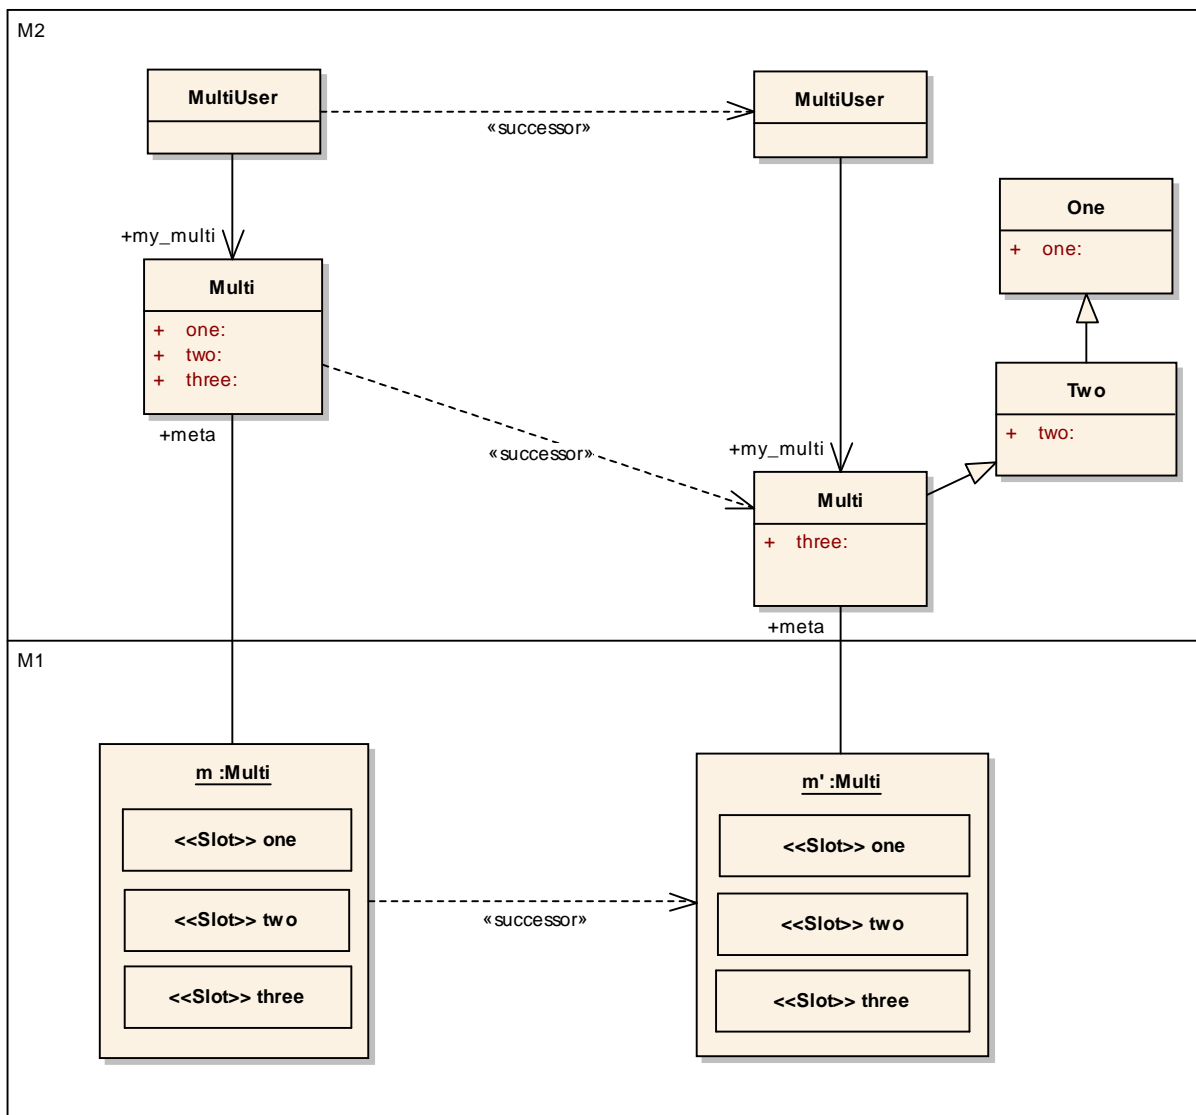 M2
MultiUser
MultiUser
«successor»
One
+ one:
+my_multi
Multi
+ one:
+ two:
+ three:
Two
+ two:
+meta
«successor»
+my_multi
Multi
+ three:
+meta
M1
m :Multi
m' :Multi
<<Slot>> one
<<Slot>> one
<<Slot>> two
«successor»
<<Slot>> two
<<Slot>> three
<<Slot>> three